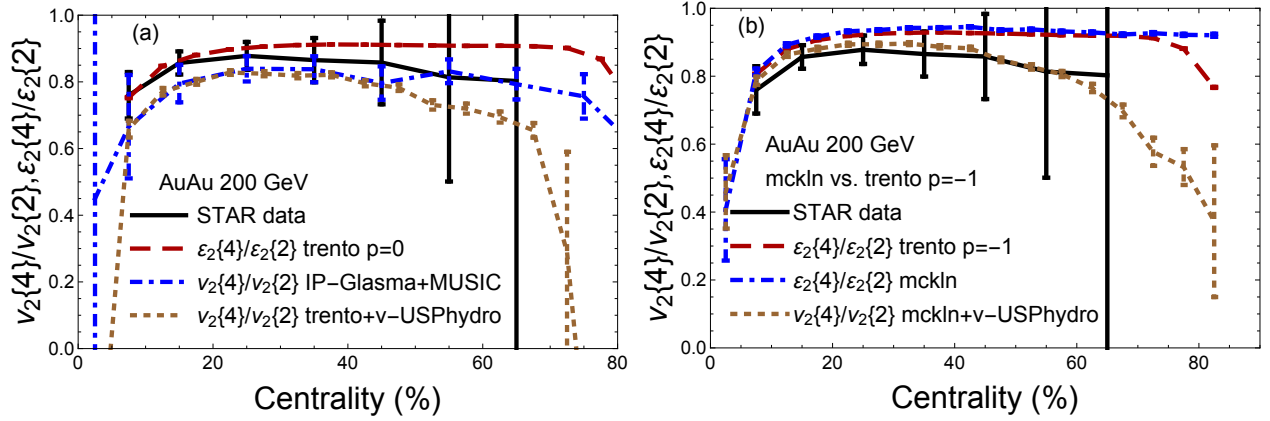 (a)
v₂{4}/v₂{2},ε₂{4}/ε₂{2}
1.0
0.8
0.6
0.4
0.2
0.0
AuAu 200 GeV
STAR data
ε₂{4}/ε₂{2} trento p=0
v₂{4}/v₂{2} IP−Glasma+MUSIC
v₂{4}/v₂{2} trento+v−USPhydro
0 20 40 60 80
Centrality (%)
(b)
v₂{4}/v₂{2},ε₂{4}/ε₂{2}
1.0
0.8
0.6
0.4
0.2
0.0
AuAu 200 GeV
mckln vs. trento p=−1
STAR data
ε₂{4}/ε₂{2} trento p=−1
ε₂{4}/ε₂{2} mckln
v₂{4}/v₂{2} mckln+v−USPhydro
0 20 40 60 80
Centrality (%)